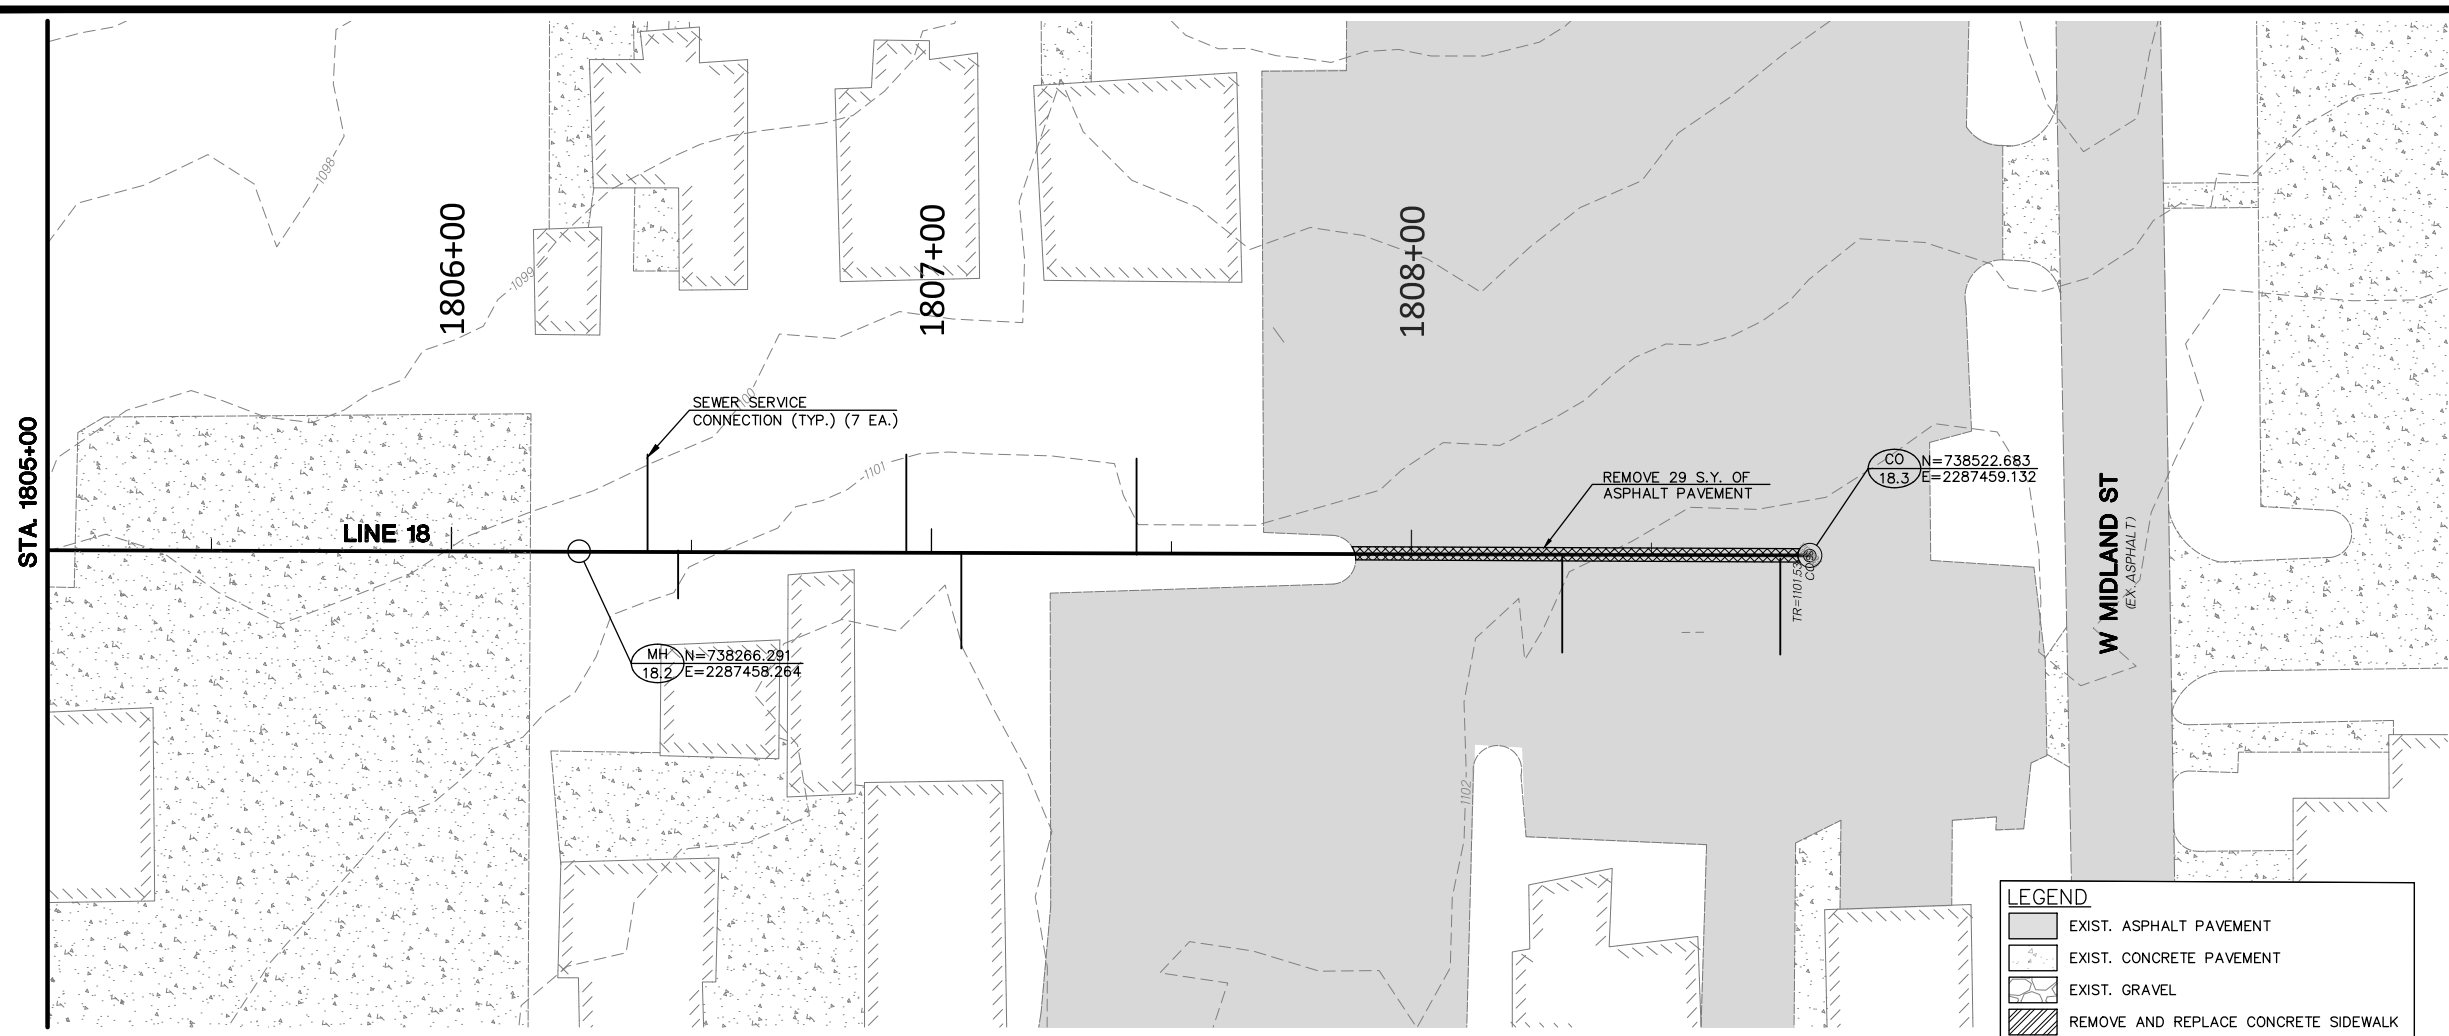 1098
1099
1806+00
1807+00
1808+00
SEWER SERVICE
CONNECTION (TYP.) (7 EA.)
1101
STA. 1805+00
LINE 18
REMOVE 29 S.Y. OF
ASPHALT PAVEMENT
CO
18.3
N=738522.683
E=2287459.132
W MIDLAND ST
(EX. ASPHALT)
MH
18.2
N=738266.291
E=2287458.264
1102
LEGEND
EXIST. ASPHALT PAVEMENT
EXIST. CONCRETE PAVEMENT
EXIST. GRAVEL
REMOVE AND REPLACE CONCRETE SIDEWALK